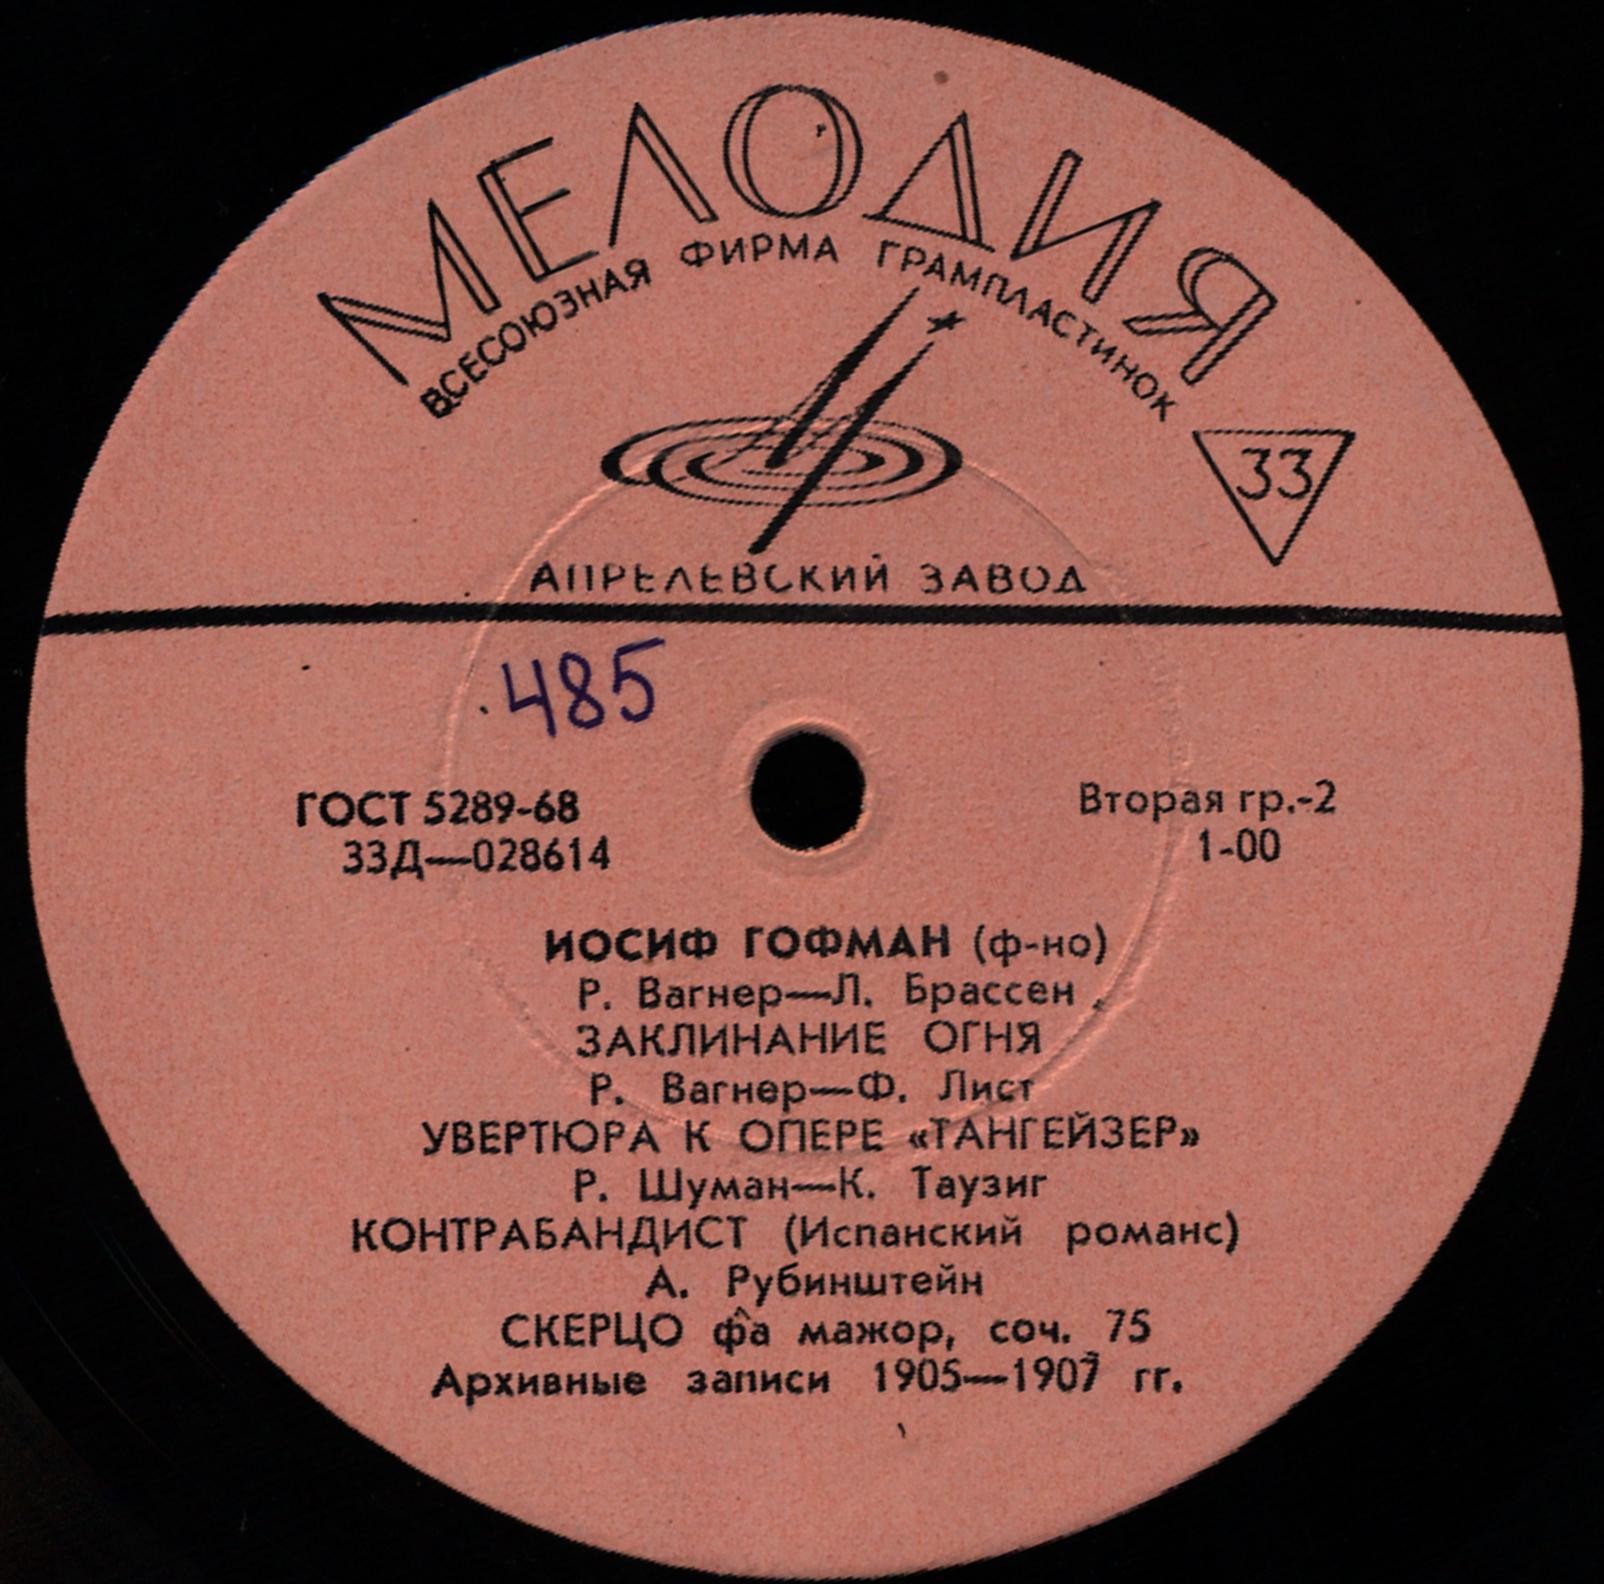 МЕЛОДИЯ
ВСЕСОЮЗНАЯ ФИРМА ГРАМПЛАСТИНОК
33
АПРЕЛЕВСКИЙ ЗАВОД
485
ГОСТ 5289-68
Вторая гр.-2
33Д—028614
1-00
ИОСИФ ГОФМАН (ф-но)
Р. Вагнер—Л. Брассен
ЗАКЛИНАНИЕ ОГНЯ
Р. Вагнер—Ф. Лист
УВЕРТЮРА К ОПЕРЕ «ТАНГЕЙЗЕР»
Р. Шуман—К. Таузиг
КОНТРАБАНДИСТ (Испанский романс)
А. Рубинштейн
СКЕРЦО фа мажор, соч. 75
Архивные записи 1905—1907 гг.